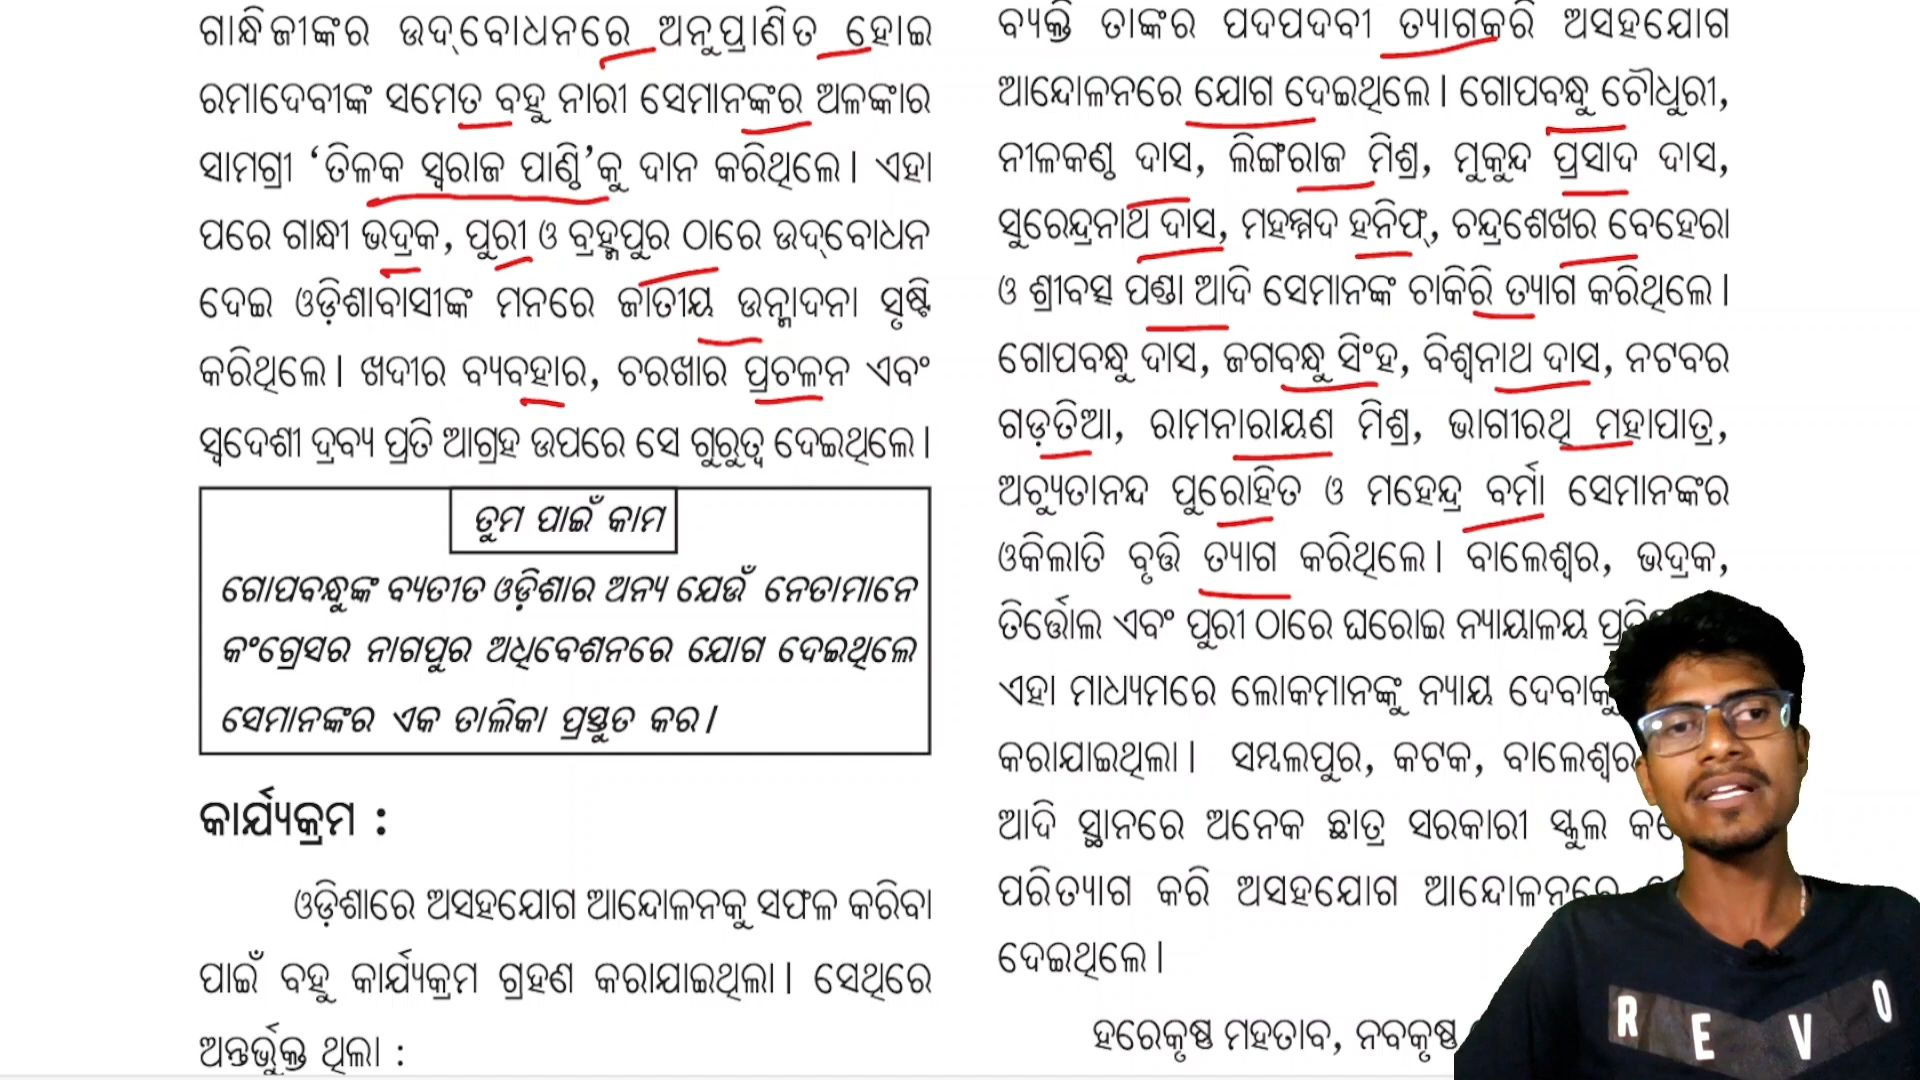 ଗାନ୍ଧିଜୀଙ୍କର ଉଦ୍‌ବୋଧନରେ ଅନୁପ୍ରାଣିତ ହୋଇ
ରମାଦେବୀଙ୍କ ସମେତ ବହୁ ନାରୀ ସେମାନଙ୍କର ଅଳଙ୍କାର
ସାମଗ୍ରୀ ‘ତିଳକ ସ୍ୱରାଜ ପାଣ୍ଠି’କୁ ଦାନ କରିଥିଲେ। ଏହା
ପରେ ଗାନ୍ଧୀ ଭଦ୍ରକ, ପୁରୀ ଓ ବ୍ରହ୍ମପୁର ଠାରେ ଉଦ୍‌ବୋଧନ
ଦେଇ ଓଡ଼ିଶାବାସୀଙ୍କ ମନରେ ଜାତୀୟ ଉନ୍ମାଦନା ସୃଷ୍ଟି
କରିଥିଲେ। ଖଦୀର ବ୍ୟବହାର, ଚରଖାର ପ୍ରଚଳନ ଏବଂ
ସ୍ୱଦେଶୀ ଦ୍ରବ୍ୟ ପ୍ରତି ଆଗ୍ରହ ଉପରେ ସେ ଗୁରୁତ୍ୱ ଦେଇଥିଲେ।
ତୁମ ପାଇଁ କାମ
ଗୋପବନ୍ଧୁଙ୍କ ବ୍ୟତୀତ ଓଡ଼ିଶାର ଅନ୍ୟ ଯେଉଁ ନେତାମାନେ
କଂଗ୍ରେସର ନାଗପୁର ଅଧିବେଶନରେ ଯୋଗ ଦେଇଥିଲେ
ସେମାନଙ୍କର ଏକ ତାଲିକା ପ୍ରସ୍ତୁତ କର।
କାର୍ଯ୍ୟକ୍ରମ :
ଓଡ଼ିଶାରେ ଅସହଯୋଗ ଆନ୍ଦୋଳନକୁ ସଫଳ କରିବା
ପାଇଁ ବହୁ କାର୍ଯ୍ୟକ୍ରମ ଗ୍ରହଣ କରାଯାଇଥିଲା। ସେଥିରେ
ଅନ୍ତର୍ଭୁକ୍ତ ଥିଲା :
ବ୍ୟକ୍ତି ତାଙ୍କର ପଦପଦବୀ ତ୍ୟାଗକରି ଅସହଯୋଗ
ଆନ୍ଦୋଳନରେ ଯୋଗ ଦେଇଥିଲେ। ଗୋପବନ୍ଧୁ ଚୌଧୁରୀ,
ନୀଳକଣ୍ଠ ଦାସ, ଲିଙ୍ଗରାଜ ମିଶ୍ର, ମୁକୁନ୍ଦ ପ୍ରସାଦ ଦାସ,
ସୁରେନ୍ଦ୍ରନାଥ ଦାସ, ମହମ୍ମଦ ହନିଫ୍, ଚନ୍ଦ୍ରଶେଖର ବେହେରା
ଓ ଶ୍ରୀବତ୍ସ ପଣ୍ଡା ଆଦି ସେମାନଙ୍କ ଚାକିରି ତ୍ୟାଗ କରିଥିଲେ।
ଗୋପବନ୍ଧୁ ଦାସ, ଜଗବନ୍ଧୁ ସିଂହ, ବିଶ୍ୱନାଥ ଦାସ, ନଟବର
ଗଡ଼ତିଆ, ରାମନାରାୟଣ ମିଶ୍ର, ଭାଗୀରଥି ମହାପାତ୍ର,
ଅଚ୍ୟୁତାନନ୍ଦ ପୁରୋହିତ ଓ ମହେନ୍ଦ୍ର ବର୍ମା ସେମାନଙ୍କର
ଓକିଲାତି ବୃତ୍ତି ତ୍ୟାଗ କରିଥିଲେ। ବାଲେଶ୍ୱର, ଭଦ୍ରକ,
ତିର୍ତ୍ତୋଲ ଏବଂ ପୁରୀ ଠାରେ ଘରୋଇ ନ୍ୟାୟାଳୟ
ଏହା ମାଧ୍ୟମରେ ଲୋକମାନଙ୍କୁ ନ୍ୟାୟ ଦେବାକୁ
କରାଯାଇଥିଲା। ସମ୍ବଲପୁର, କଟକ, ବାଲେଶ୍ୱର
ଆଦି ସ୍ଥାନରେ ଅନେକ ଛାତ୍ର ସରକାରୀ ସ୍କୁଲ
ପରିତ୍ୟାଗ କରି ଅସହଯୋଗ ଆନ୍ଦୋଳନରେ
ଦେଇଥିଲେ।
ହରେକୃଷ୍ଣ ମହତାବ, ନବକୃଷ୍ଣ
REVO